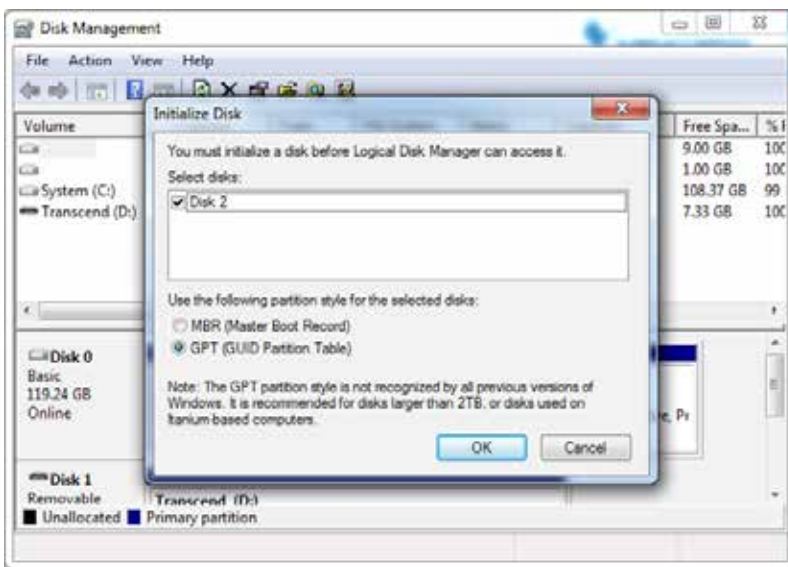 Disk Management
File Action View Help
Initialize Disk
Volume
Free Spa...
% F
You must initialize a disk before Logical Disk Manager can access it.
9.00 GB
100
Select disks:
1.00 GB
100
System (C:)
108.37 GB
99
Disk 2
Transcend (D:)
7.33 GB
100
Use the following partition style for the selected disks:
MBR (Master Boot Record)
GPT (GUID Partition Table)
Disk 0
Basic
119.24 GB
Online
Note: The GPT partition style is not recognized by all previous versions of
Windows. It is recommended for disks larger than 2TB, or disks used on
Itanium-based computers.
OK
Cancel
Disk 1
Removable
Transcend (D:)
Unallocated
Primary partition